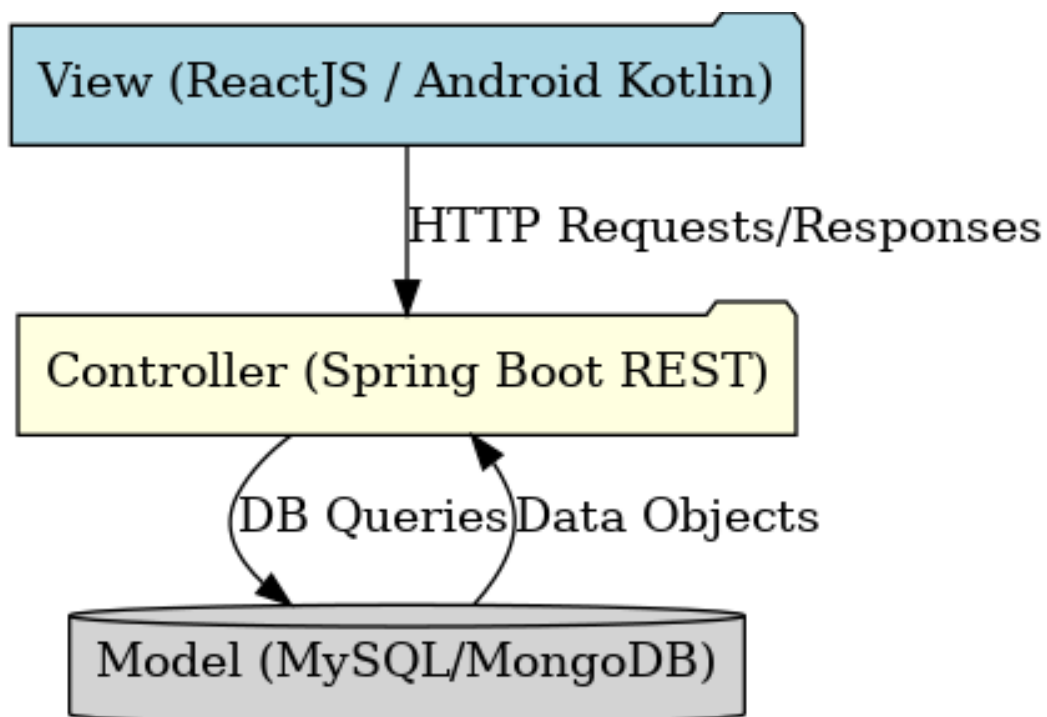 View (ReactJS / Android Kotlin)
HTTP Requests/Responses
Controller (Spring Boot REST)
DB Queries
Data Objects
Model (MySQL/MongoDB)